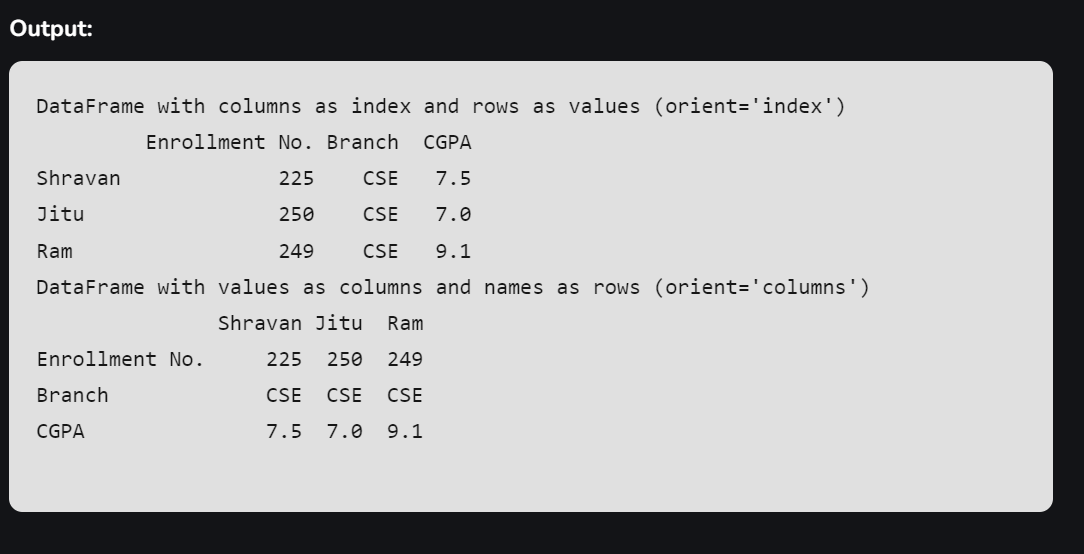 Output:
DataFrame with columns as index and rows as values (orient='index')
         Enrollment No. Branch  CGPA
Shravan             225    CSE   7.5
Jitu                250    CSE   7.0
Ram                 249    CSE   9.1
DataFrame with values as columns and names as rows (orient='columns')
               Shravan Jitu  Ram
Enrollment No.     225  250  249
Branch             CSE  CSE  CSE
CGPA               7.5  7.0  9.1